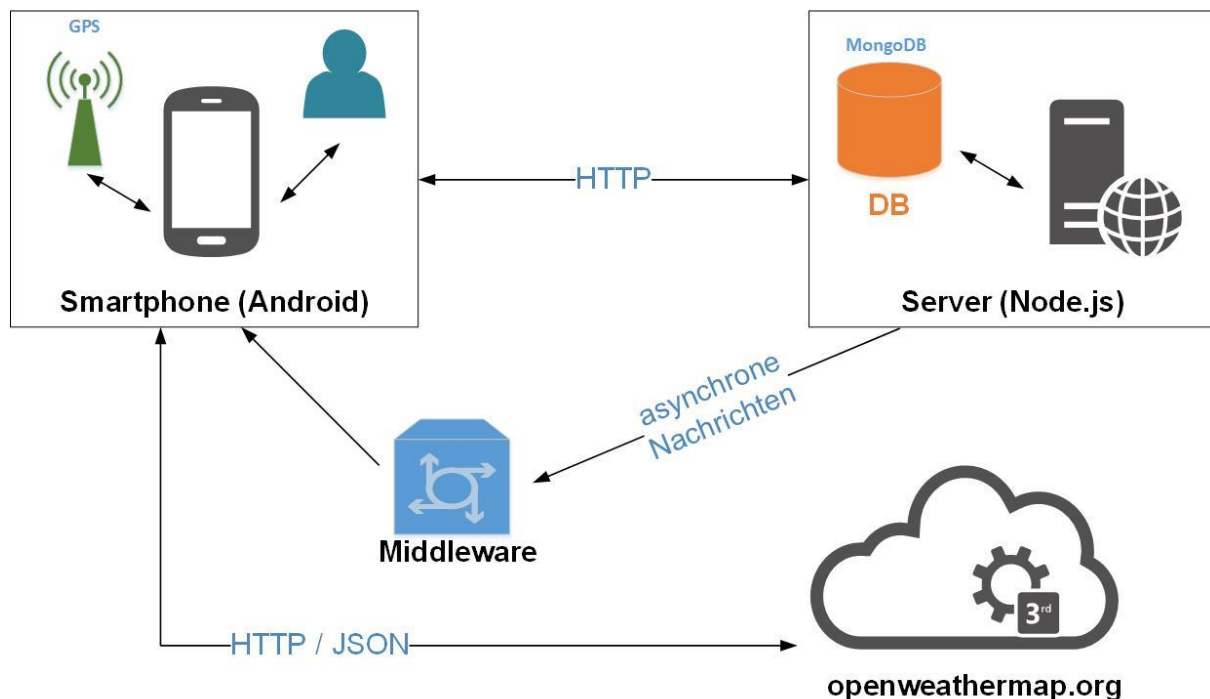 GPS
MongoDB
HTTP
DB
Smartphone (Android)
Server (Node.js)
asynchrone
Nachrichten
Middleware
3rd
HTTP / JSON
openweathermap.org